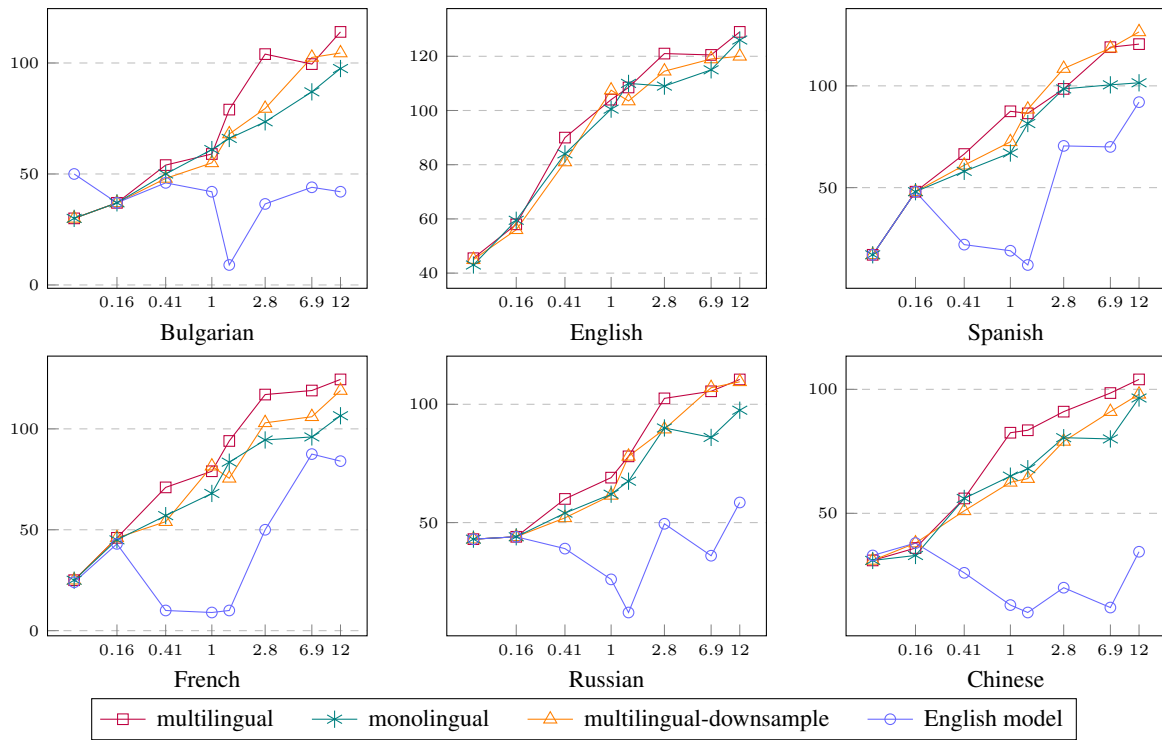 100
50
0
0.16 0.41 1 2.8 6.9 12
Bulgarian
120
100
80
60
40
0.16 0.41 1 2.8 6.9 12
English
100
50
0.16 0.41 1 2.8 6.9 12
Spanish
100
50
0
0.16 0.41 1 2.8 6.9 12
French
100
50
0.16 0.41 1 2.8 6.9 12
Russian
100
50
0.16 0.41 1 2.8 6.9 12
Chinese
multilingual monolingual multilingual-downsample English model